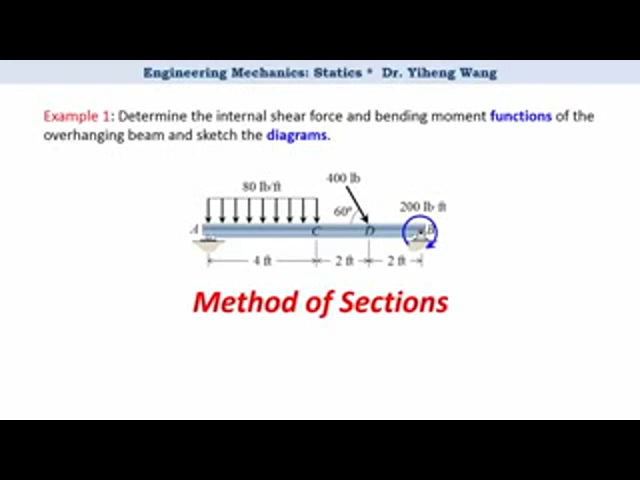 Engineering Mechanics: Statics * Dr. Yiheng Wang
Example 1: Determine the internal shear force and bending moment functions of the
overhanging beam and sketch the diagrams.
400 lb
80 lb/ft
60°
200 lb·ft
A
C
D
B
4 ft
2 ft
2 ft
Method of Sections